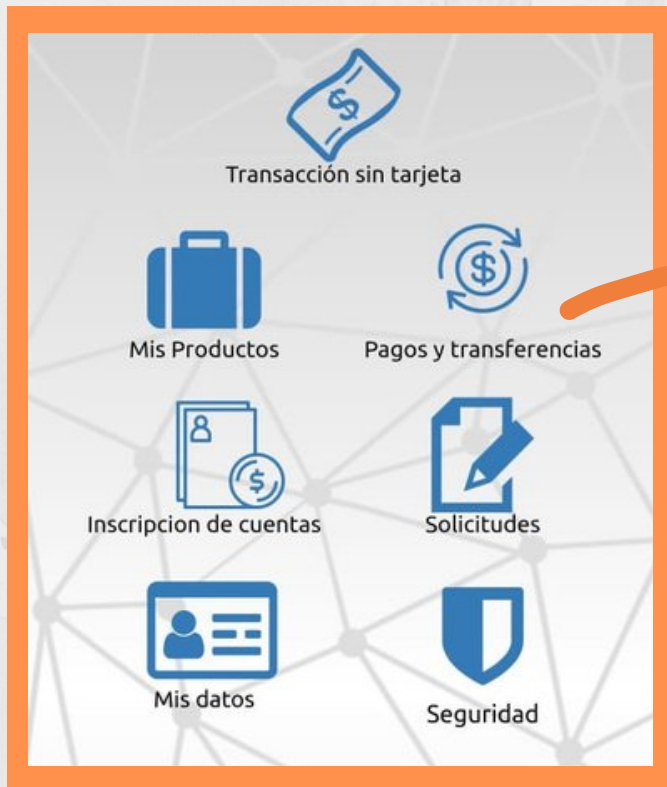 Transacción sin tarjeta
Mis Productos
Pagos y transferencias
Inscripcion de cuentas
Solicitudes
Mis datos
Seguridad